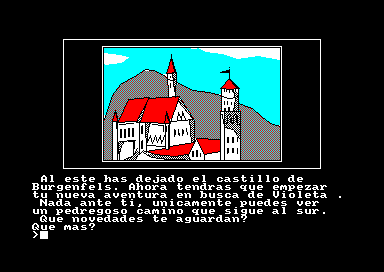 Al este has dejado el castillo de
Burgenfels. Ahora tendras que empezar
tu nueva aventura en busca de Violeta .
Nada ante ti, unicamente puedes ver
un pedregoso camino que sigue al sur.
Que novedades te aguardan?
Que mas?
>